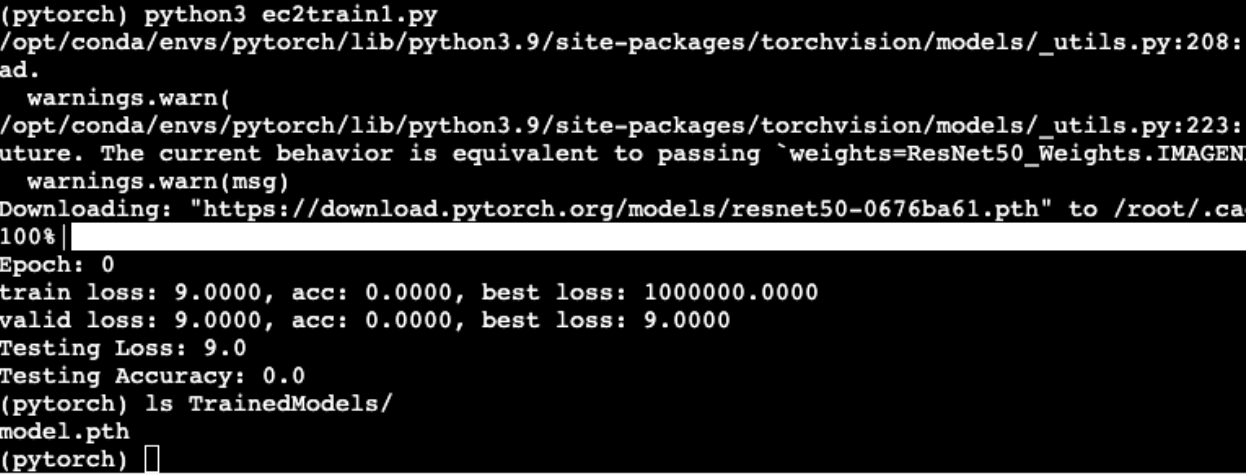 (pytorch) python3 ec2train1.py
/opt/conda/envs/pytorch/lib/python3.9/site-packages/torchvision/models/_utils.py:208:
ad.
  warnings.warn(
/opt/conda/envs/pytorch/lib/python3.9/site-packages/torchvision/models/_utils.py:223:
uture. The current behavior is equivalent to passing `weights=ResNet50_Weights.IMAGEN
  warnings.warn(msg)
Downloading: "https://download.pytorch.org/models/resnet50-0676ba61.pth" to /root/.ca
100%|
Epoch: 0
train loss: 9.0000, acc: 0.0000, best loss: 1000000.0000
valid loss: 9.0000, acc: 0.0000, best loss: 9.0000
Testing Loss: 9.0
Testing Accuracy: 0.0
(pytorch) ls TrainedModels/
model.pth
(pytorch)